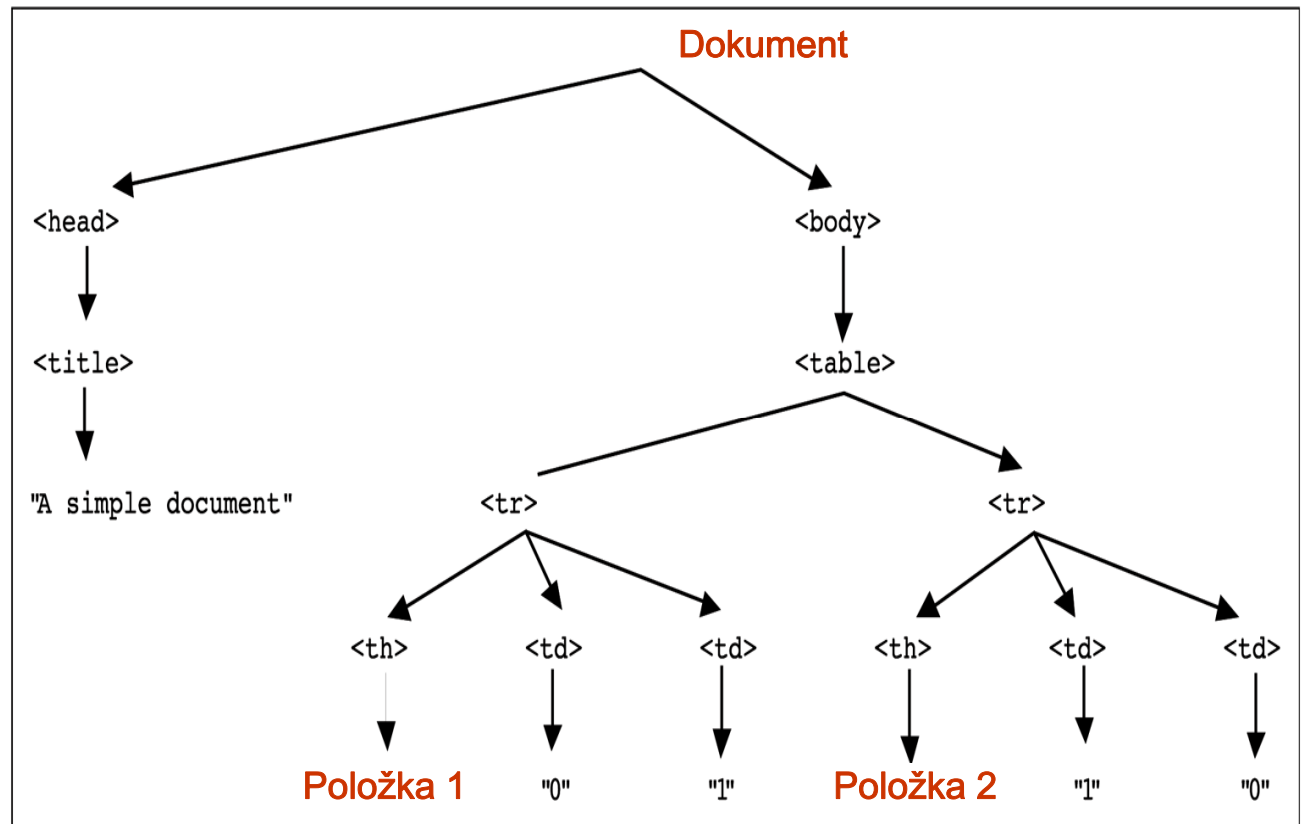 Dokument
<head> <body>
<title> <table>
"A simple document" <tr> <tr>
<th> <td> <td> <th> <td> <td>
Položka 1 "0" "1" Položka 2 "1" "0"